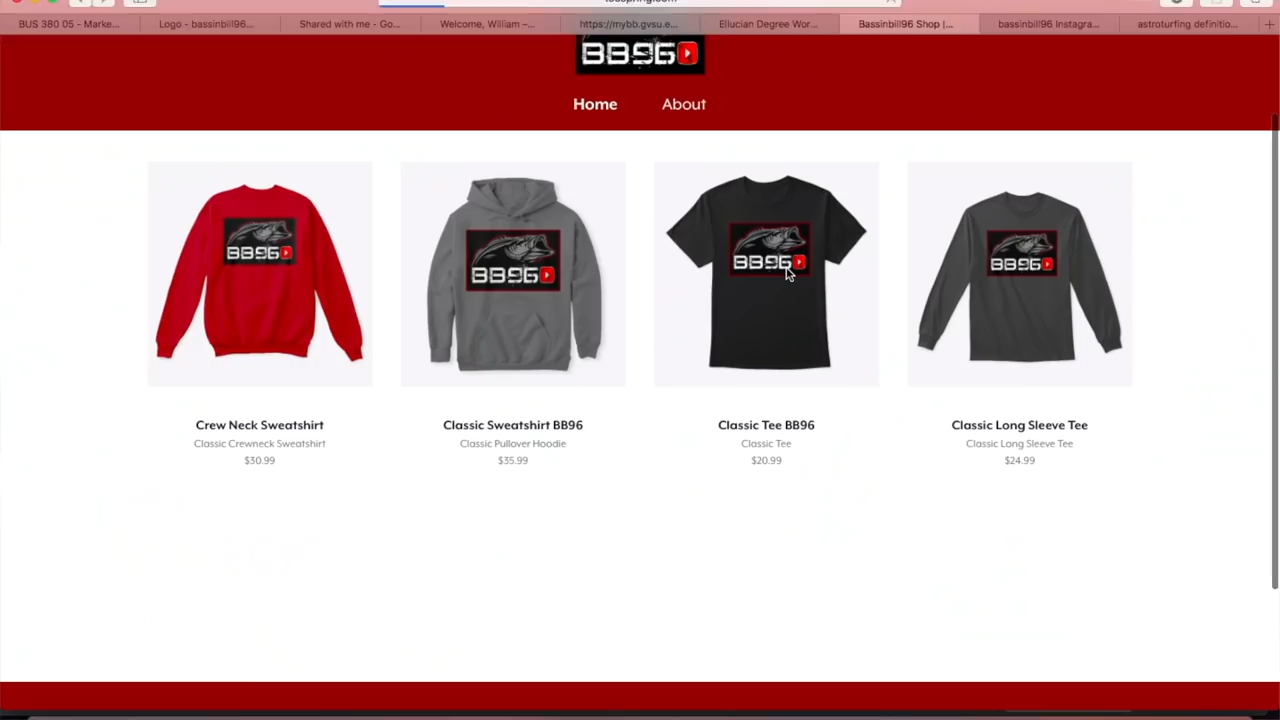 BUS 380 05 - Marke...
Logo - bassinbill96...
Shared with me - Go...
Welcome, William –...
https://mybb.gvsu.e...
Ellucian Degree Wor...
Bassinbill96 Shop |...
bassinbill96 Instagra...
astroturfing definitio...
BB96
Home
About
BB96
BB96
BB96
BB96
Crew Neck Sweatshirt
Classic Crewneck Sweatshirt
$30.99
Classic Sweatshirt BB96
Classic Pullover Hoodie
$35.99
Classic Tee BB96
Classic Tee
$20.99
Classic Long Sleeve Tee
Classic Long Sleeve Tee
$24.99